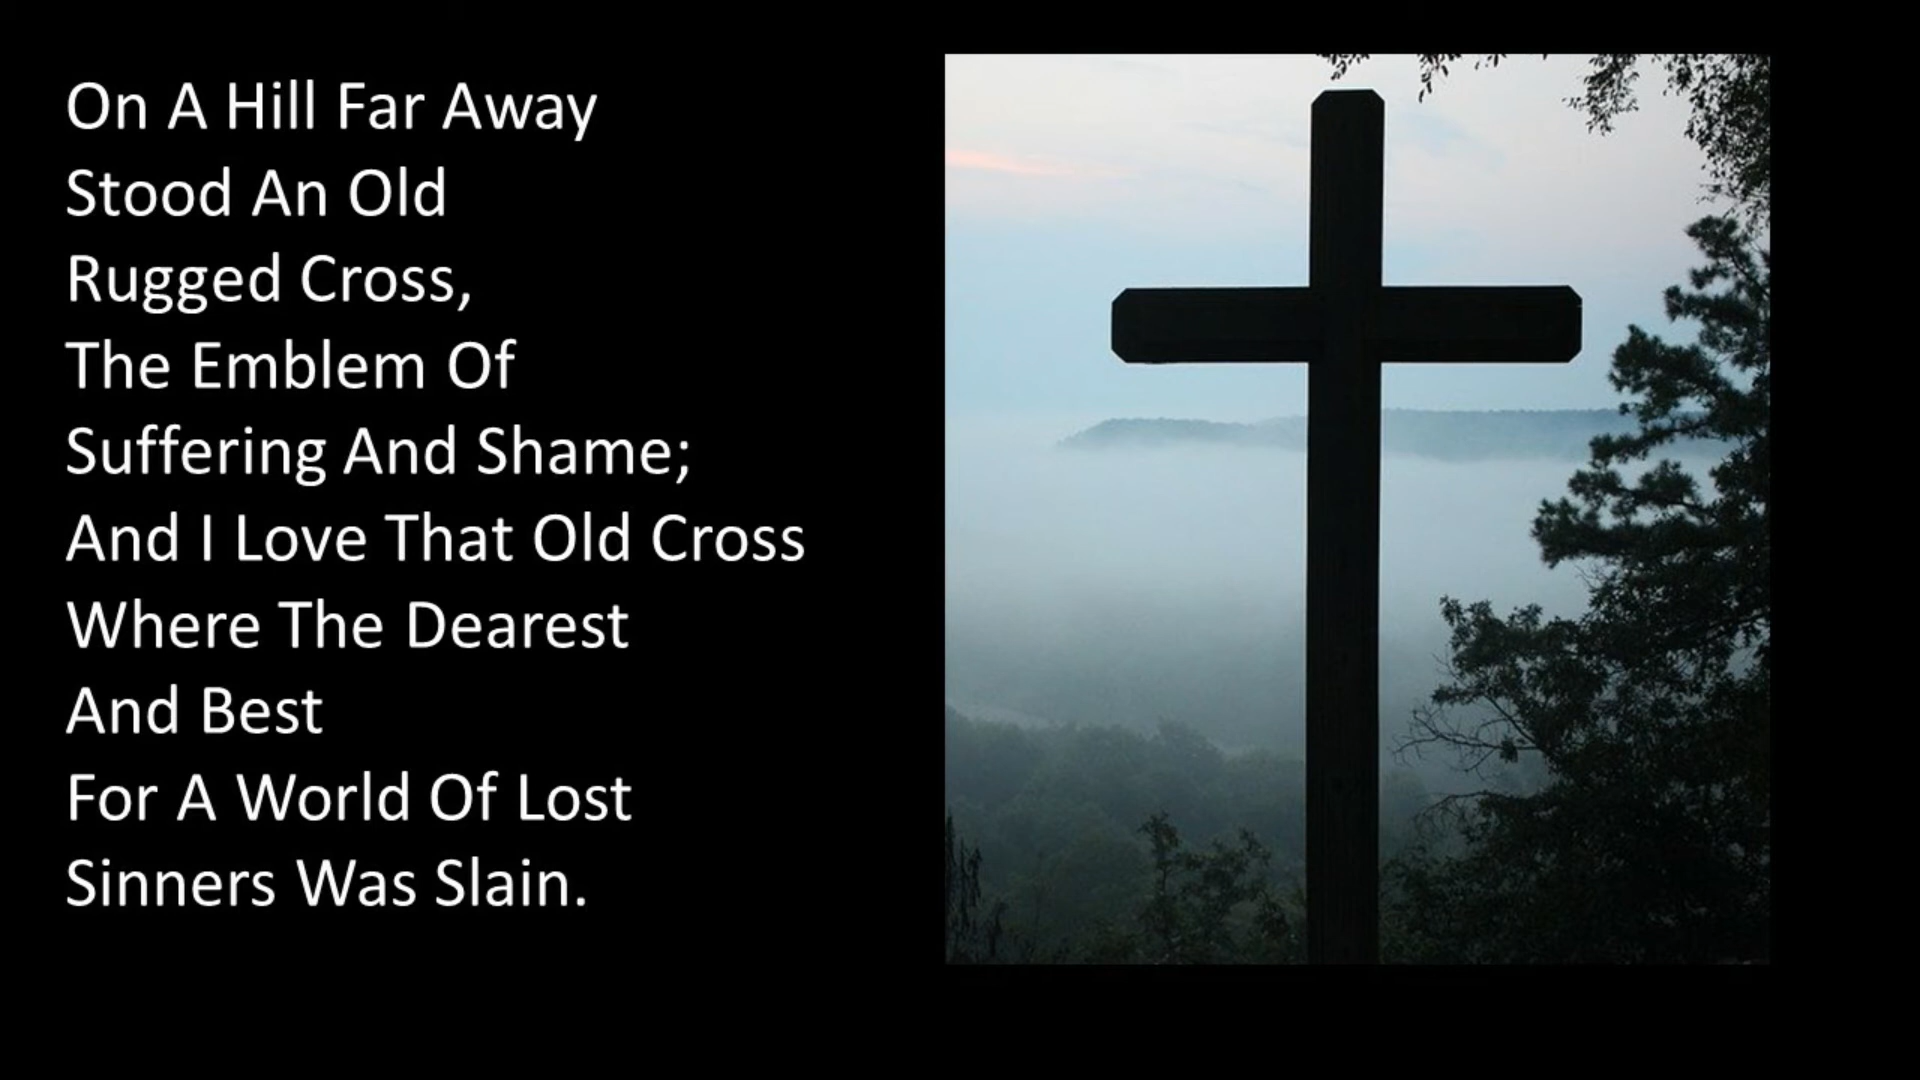 On A Hill Far Away
Stood An Old
Rugged Cross,
The Emblem Of
Suffering And Shame;
And I Love That Old Cross
Where The Dearest
And Best
For A World Of Lost
Sinners Was Slain.